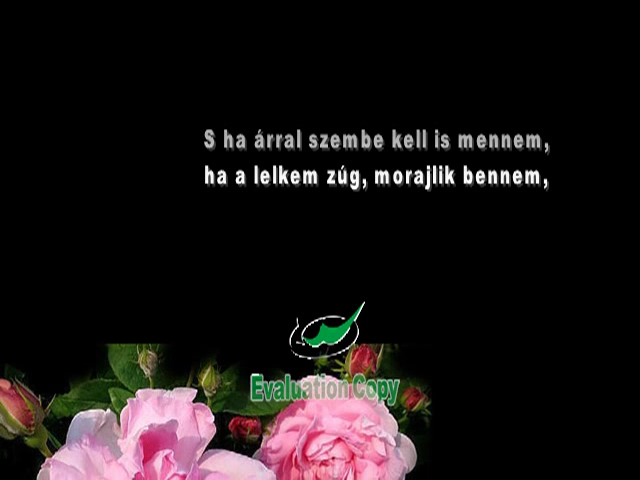 S ha árral szembe kell is mennem,
ha a lelkem zúg, morajlik bennem,
Evaluation Copy